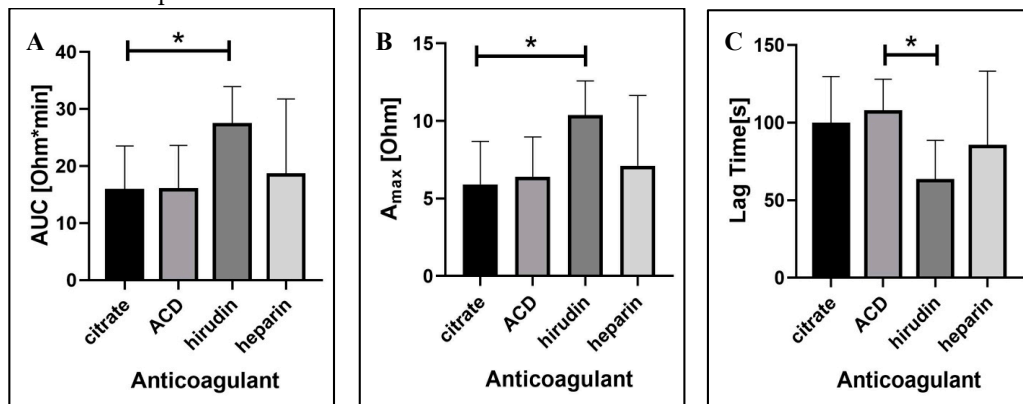 A
*
AUC [Ohm*min]
40
30
20
10
0
citrate
ACD
hirudin
heparin
Anticoagulant
B
*
Amax [Ohm]
15
10
5
0
citrate
ACD
hirudin
heparin
Anticoagulant
C
*
Lag Time[s]
150
100
50
0
citrate
ACD
hirudin
heparin
Anticoagulant